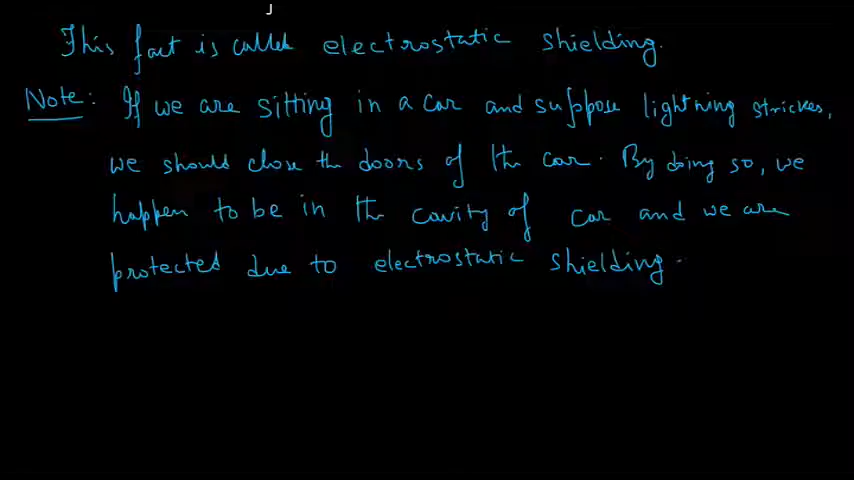 This fact is called electrostatic shielding.
Note: If we are sitting in a car and suppose lightning strickes,
we should close the doors of the car. By doing so, we
happen to be in the cavity of car and we are
protected due to electrostatic shielding.